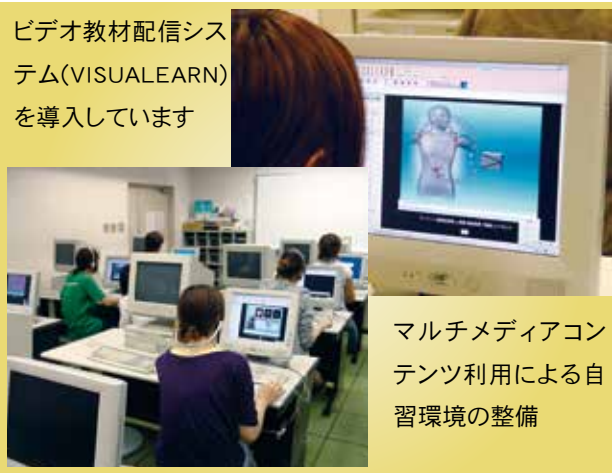 ビデオ教材配信シス
テム(VISUALEARN)
を導入しています
マルチメディアコン
テンツ利用による自
習環境の整備